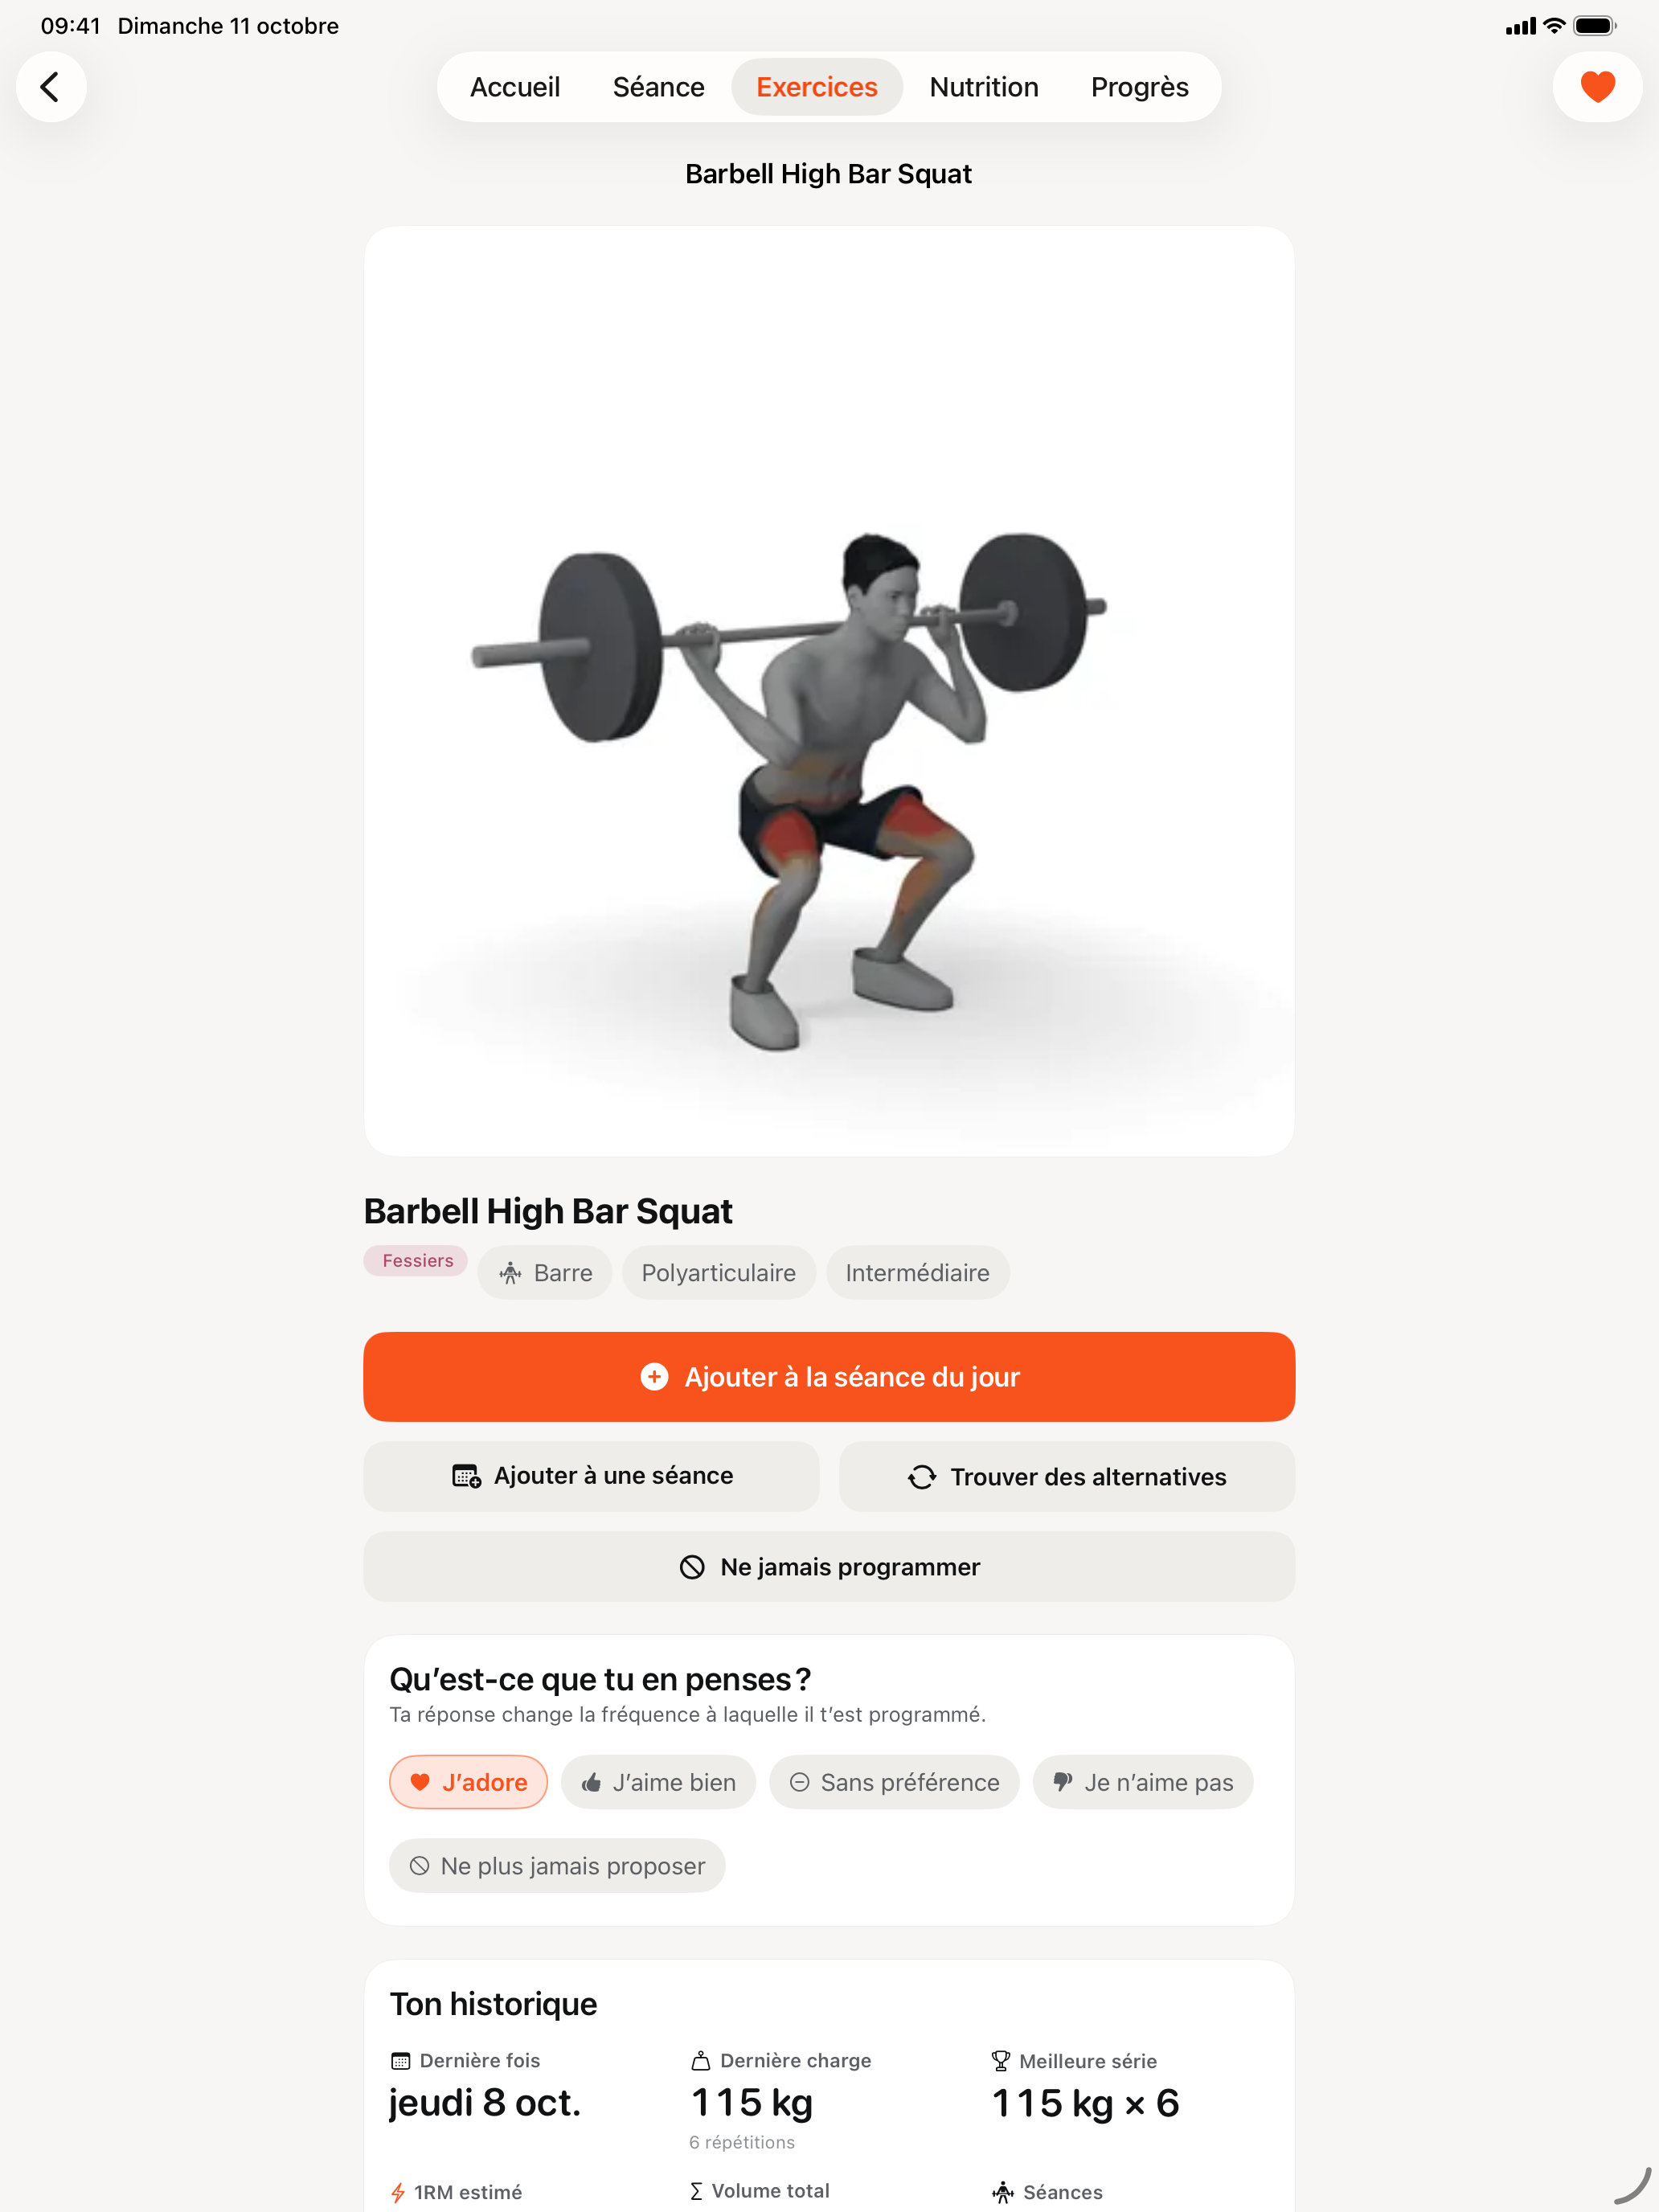 09:41 Dimanche 11 octobre
Accueil Séance Exercices Nutrition Progrès
Barbell High Bar Squat
Barbell High Bar Squat
Fessiers Barre Polyarticulaire Intermédiaire
Ajouter à la séance du jour
Ajouter à une séance Trouver des alternatives
Ne jamais programmer
Qu’est-ce que tu en penses ?
Ta réponse change la fréquence à laquelle il t’est programmé.
J’adore J’aime bien Sans préférence Je n’aime pas
Ne plus jamais proposer
Ton historique
Dernière fois Dernière charge Meilleure série
jeudi 8 oct. 115 kg 115 kg × 6
6 répétitions
1RM estimé Volume total Séances